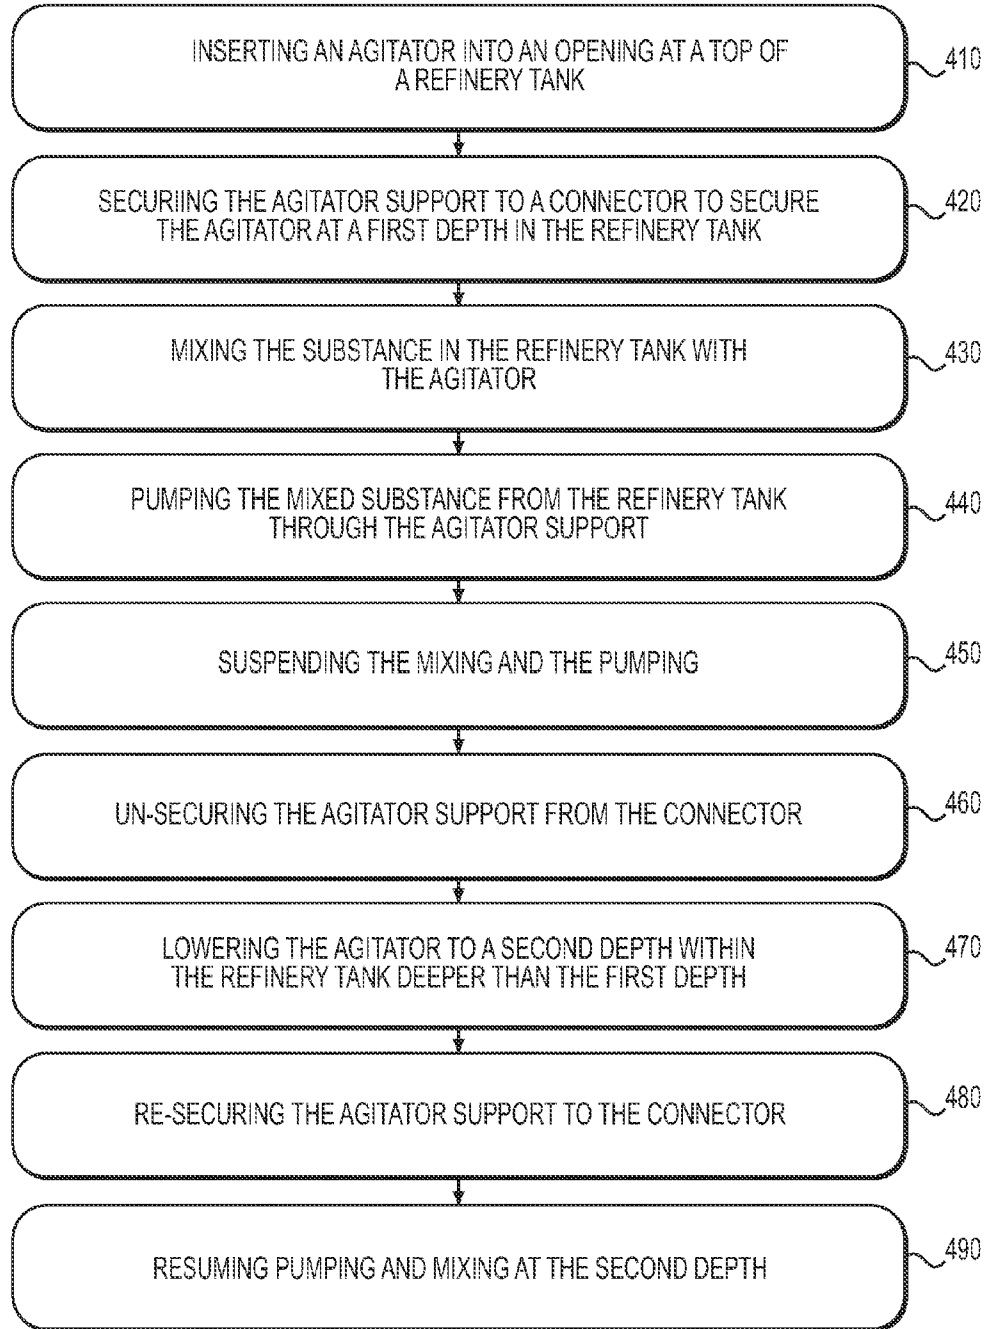 INSERTING AN AGITATOR INTO AN OPENING AT A TOP OF
A REFINERY TANK
410
SECURIING THE AGITATOR SUPPORT TO A CONNECTOR TO SECURE
THE AGITATOR AT A FIRST DEPTH IN THE REFINERY TANK
420
MIXING THE SUBSTANCE IN THE REFINERY TANK WITH
THE AGITATOR
430
PUMPING THE MIXED SUBSTANCE FROM THE REFINERY TANK
THROUGH THE AGITATOR SUPPORT
440
SUSPENDING THE MIXING AND THE PUMPING
450
UN-SECURING THE AGITATOR SUPPORT FROM THE CONNECTOR
460
LOWERING THE AGITATOR TO A SECOND DEPTH WITHIN
THE REFINERY TANK DEEPER THAN THE FIRST DEPTH
470
RE-SECURING THE AGITATOR SUPPORT TO THE CONNECTOR
480
RESUMING PUMPING AND MIXING AT THE SECOND DEPTH
490